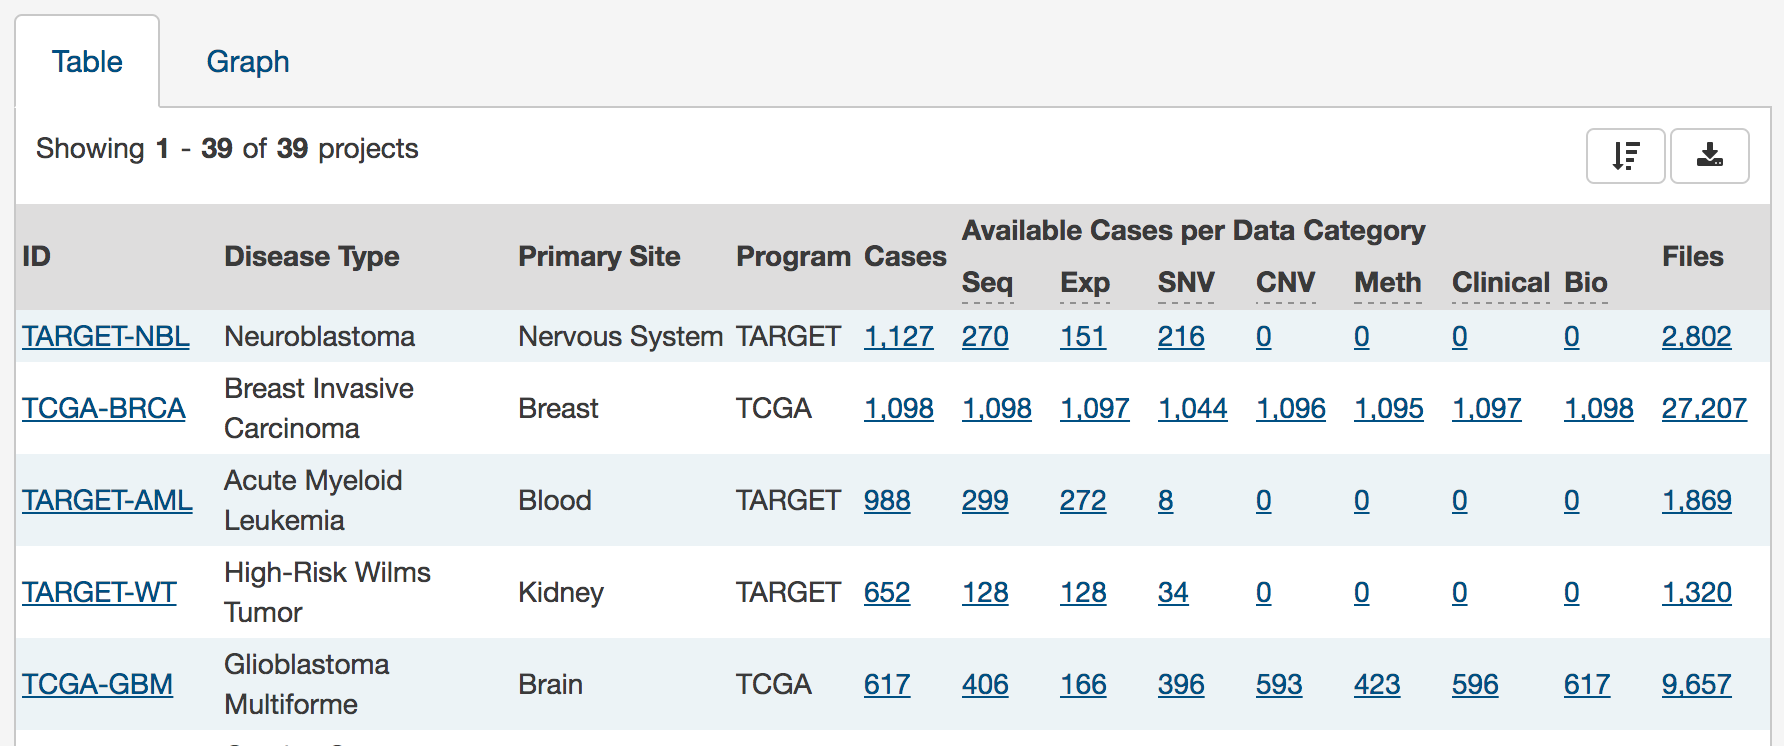 Table Graph
Showing 1 - 39 of 39 projects
ID Disease Type Primary Site Program Cases Available Cases per Data Category Files
Seq Exp SNV CNV Meth Clinical Bio
TARGET-NBL Neuroblastoma Nervous System TARGET 1,127 270 151 216 0 0 0 0 2,802
TCGA-BRCA Breast Invasive Carcinoma Breast TCGA 1,098 1,098 1,097 1,044 1,096 1,095 1,097 1,098 27,207
TARGET-AML Acute Myeloid Leukemia Blood TARGET 988 299 272 8 0 0 0 0 1,869
TARGET-WT High-Risk Wilms Tumor Kidney TARGET 652 128 128 34 0 0 0 0 1,320
TCGA-GBM Glioblastoma Multiforme Brain TCGA 617 406 166 396 593 423 596 617 9,657